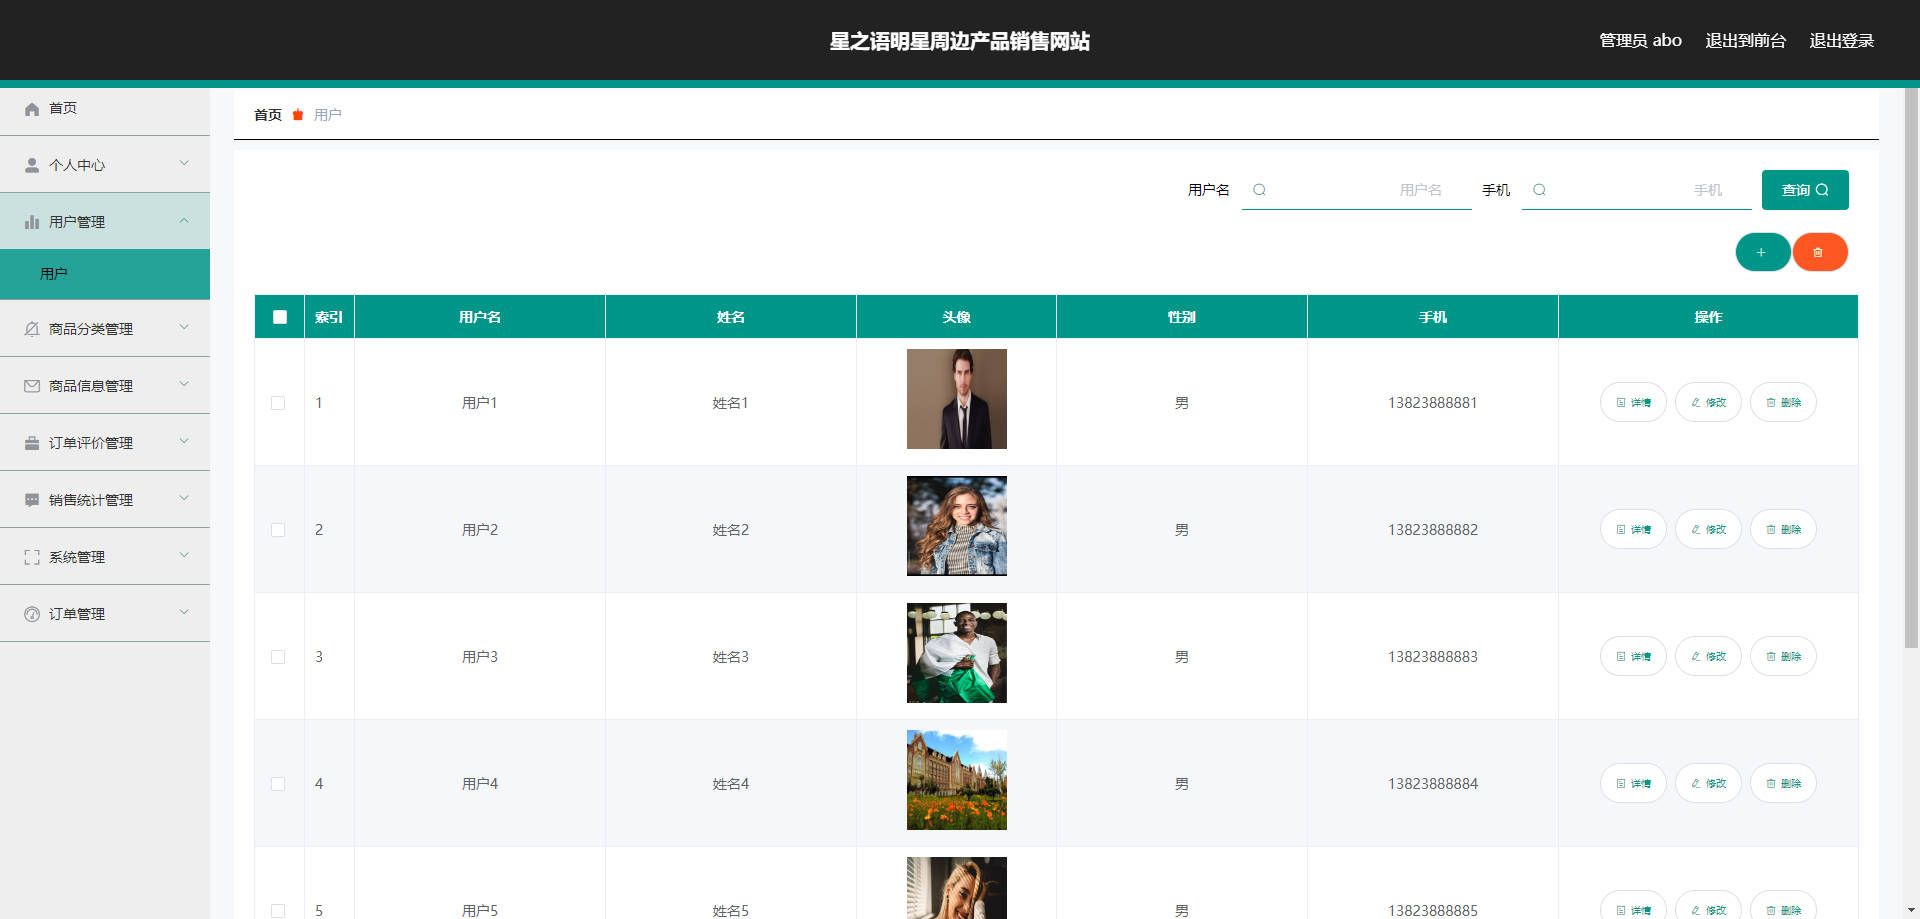 星之语明星周边产品销售网站
管理员 abo 退出到前台 退出登录
首页
个人中心
用户管理
用户
商品分类管理
商品信息管理
订单评价管理
销售统计管理
系统管理
订单管理
首页 用户
用户名 用户名 手机 手机 查询
索引 用户名 姓名 头像 性别 手机 操作
1 用户1 姓名1 男 13823888881 详情 修改 删除
2 用户2 姓名2 男 13823888882 详情 修改 删除
3 用户3 姓名3 男 13823888883 详情 修改 删除
4 用户4 姓名4 男 13823888884 详情 修改 删除
5 用户5 姓名5 男 13823888885 详情 修改 删除